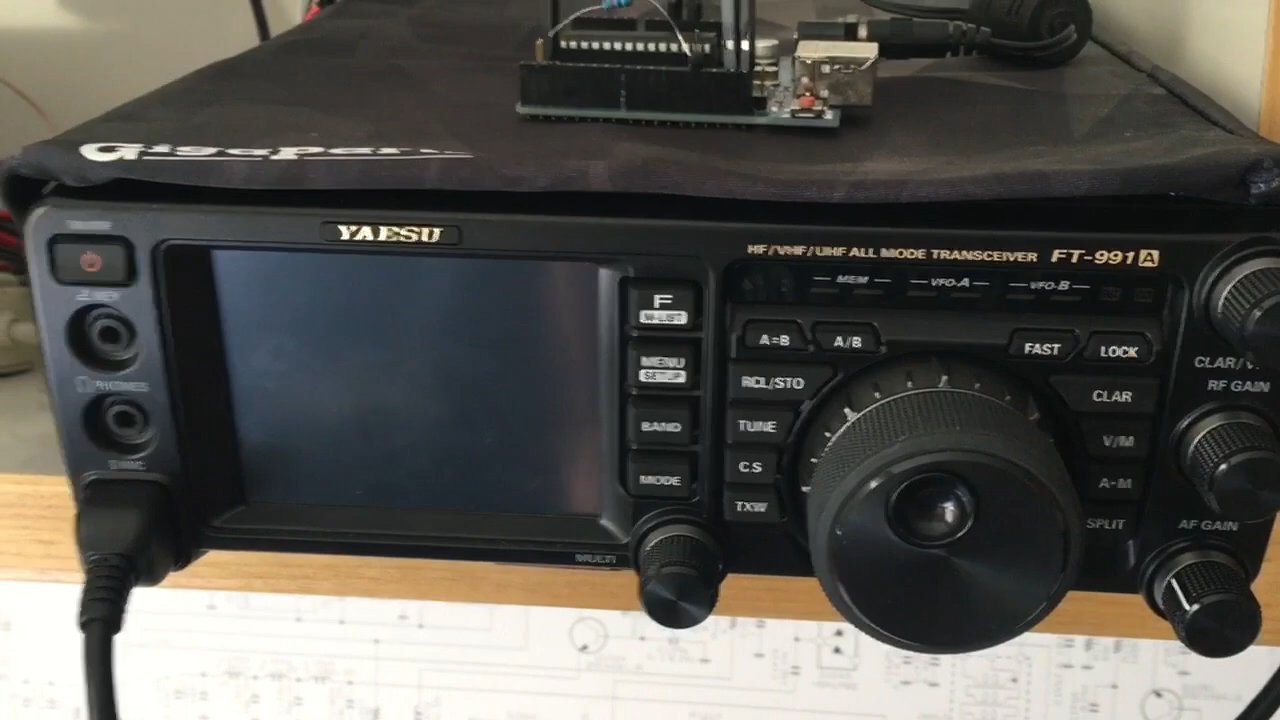 YAESU
HF/VHF/UHF ALL MODE TRANSCEIVER FT-991A
MEM VFO-A VFO-B
F
M-LIST
MENU
SETUP
BAND
MODE
MULTI
A=B A/B FAST LOCK
RCL/STO
TUNE
C.S
TXW
CLAR
V/M
A-M
SPLIT
RF GAIN
AF GAIN
PHONES